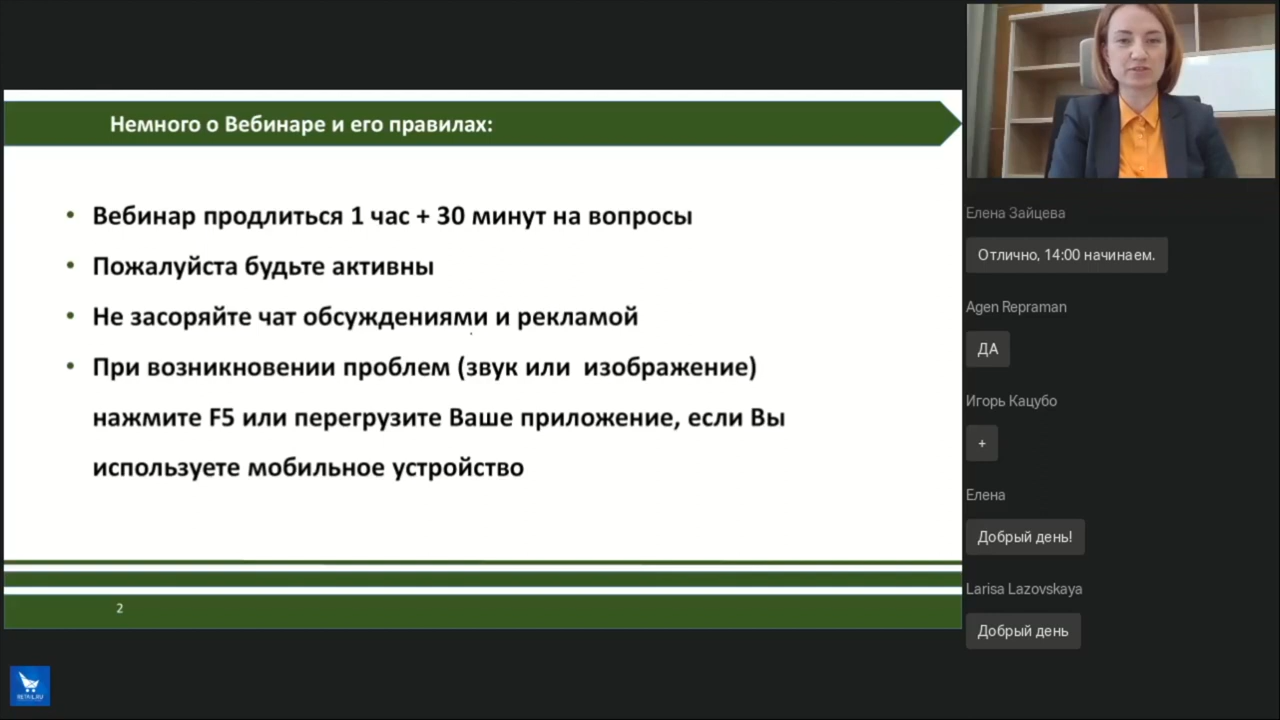 Немного о Вебинаре и его правилах:
• Вебинар продлиться 1 час + 30 минут на вопросы
• Пожалуйста будьте активны
• Не засоряйте чат обсуждениями и рекламой
• При возникновении проблем (звук или  изображение)
нажмите F5 или перегрузите Ваше приложение, если Вы
используете мобильное устройство
2
RETAIL.RU
Елена Зайцева
Отлично, 14:00 начинаем.
Agen Repraman
ДА
Игорь Кацубо
+
Елена
Добрый день!
Larisa Lazovskaya
Добрый день